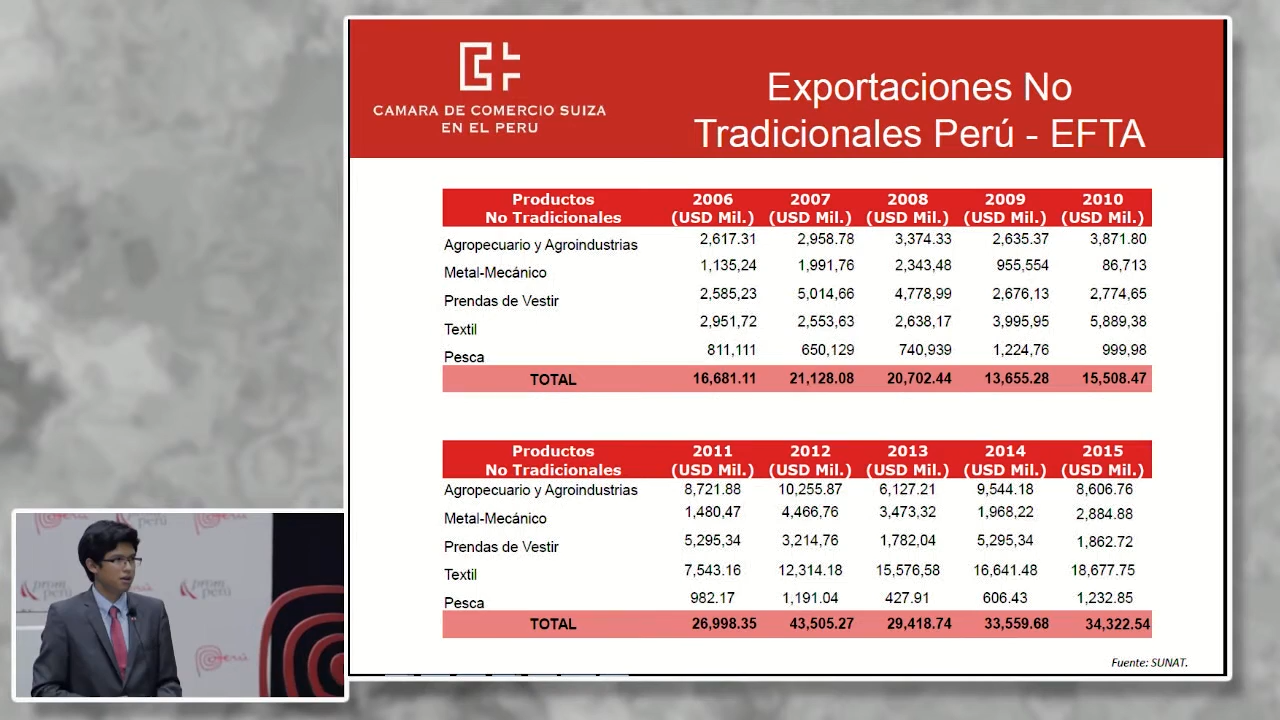 CAMARA DE COMERCIO SUIZA
EN EL PERU
Exportaciones No
Tradicionales Perú - EFTA
Productos No Tradicionales 2006 (USD Mil.) 2007 (USD Mil.) 2008 (USD Mil.) 2009 (USD Mil.) 2010 (USD Mil.)
Agropecuario y Agroindustrias 2,617.31 2,958.78 3,374.33 2,635.37 3,871.80
Metal-Mecánico 1,135,24 1,991,76 2,343,48 955,554 86,713
Prendas de Vestir 2,585,23 5,014,66 4,778,99 2,676,13 2,774,65
Textil 2,951,72 2,553,63 2,638,17 3,995,95 5,889,38
Pesca 811,111 650,129 740,939 1,224,76 999,98
TOTAL 16,681.11 21,128.08 20,702.44 13,655.28 15,508.47
Productos No Tradicionales 2011 (USD Mil.) 2012 (USD Mil.) 2013 (USD Mil.) 2014 (USD Mil.) 2015 (USD Mil.)
Agropecuario y Agroindustrias 8,721.88 10,255.87 6,127.21 9,544.18 8,606.76
Metal-Mecánico 1,480,47 4,466,76 3,473,32 1,968,22 2,884.88
Prendas de Vestir 5,295,34 3,214,76 1,782,04 5,295,34 1,862.72
Textil 7,543.16 12,314.18 15,576,58 16,641.48 18,677.75
Pesca 982.17 1,191.04 427.91 606.43 1,232.85
TOTAL 26,998.35 43,505.27 29,418.74 33,559.68 34,322.54
Fuente: SUNAT.
perú